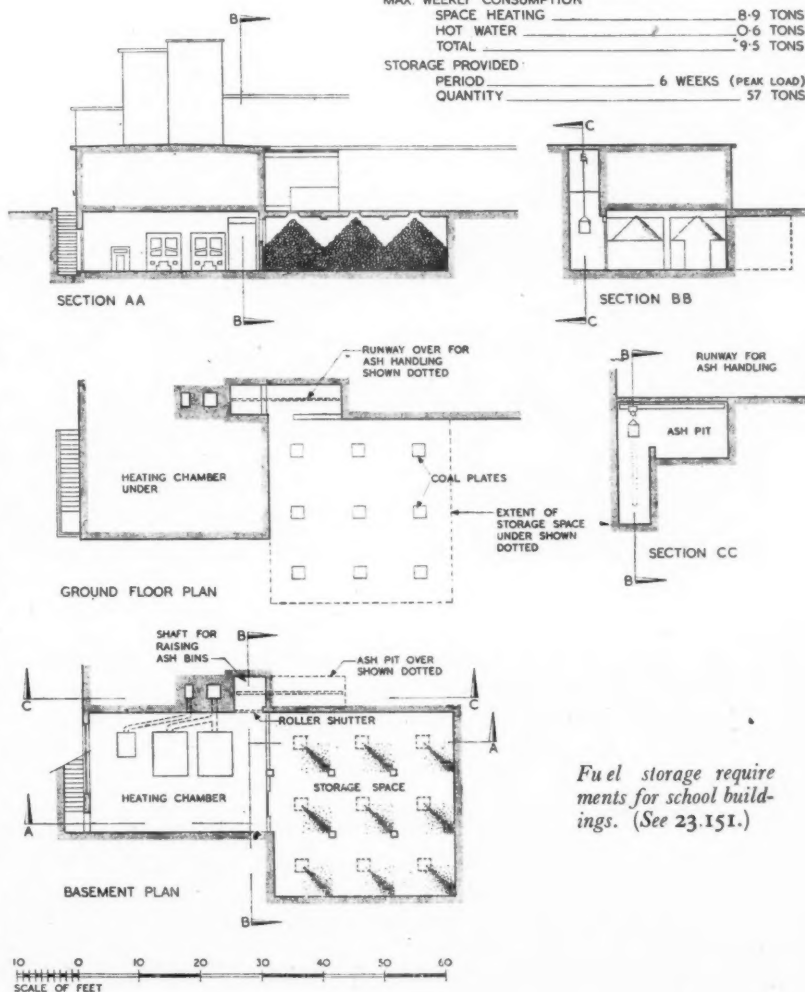 MAX. WEEKLY CONSUMPTION
SPACE HEATING 8·9 TONS
HOT WATER 0·6 TONS
TOTAL 9·5 TONS
STORAGE PROVIDED
PERIOD 6 WEEKS (PEAK LOAD)
QUANTITY 57 TONS
B
C
SECTION AA
B
SECTION BB
C
RUNWAY OVER FOR
ASH HANDLING
SHOWN DOTTED
B
RUNWAY FOR
ASH HANDLING
ASH PIT
HEATING CHAMBER
UNDER
COAL PLATES
EXTENT OF
STORAGE SPACE
UNDER SHOWN
DOTTED
SECTION CC
B
GROUND FLOOR PLAN
SHAFT FOR
RAISING
ASH BINS
B
ASH PIT OVER
SHOWN DOTTED
C
C
ROLLER SHUTTER
A
HEATING CHAMBER
STORAGE SPACE
A
BASEMENT PLAN
B
Fuel storage require
ments for school build-
ings. (See 23.151.)
10 0 10 20 30 40 50 60
SCALE OF FEET